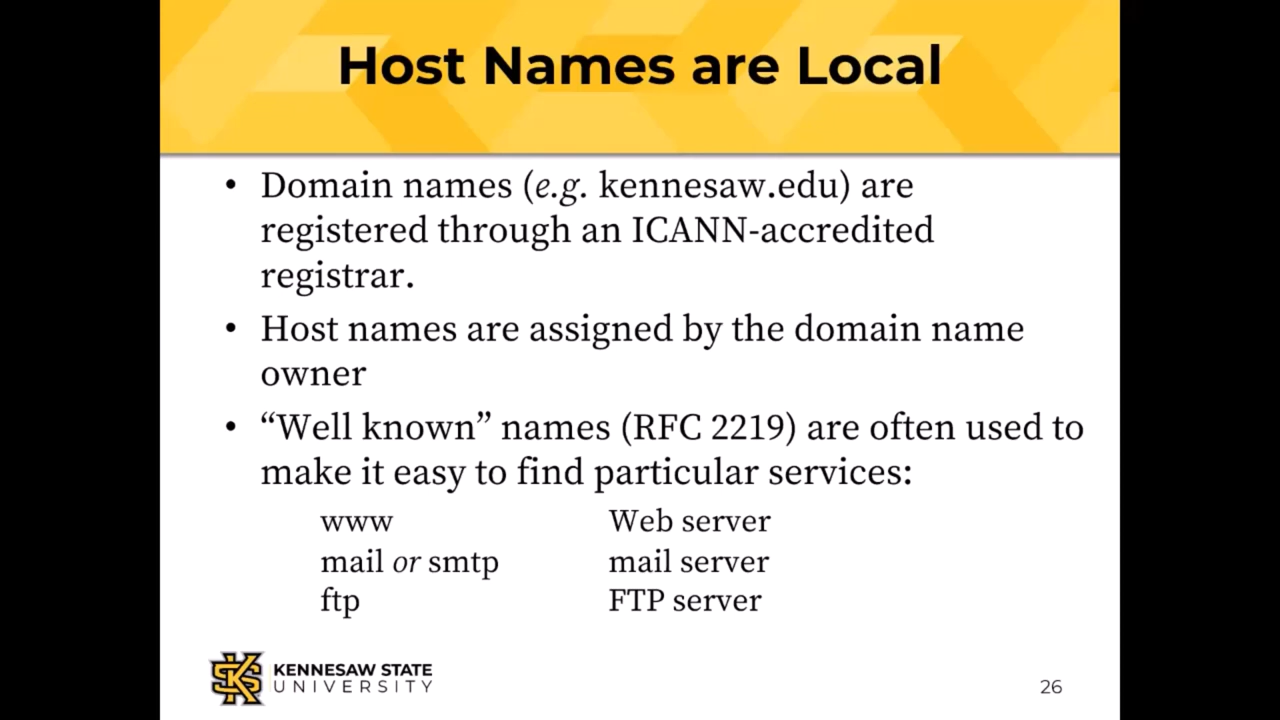 Host Names are Local
• Domain names (e.g. kennesaw.edu) are
registered through an ICANN-accredited
registrar.
• Host names are assigned by the domain name
owner
• “Well known” names (RFC 2219) are often used to
make it easy to find particular services:
www Web server
mail or smtp mail server
ftp FTP server
KENNESAW STATE
UNIVERSITY
26